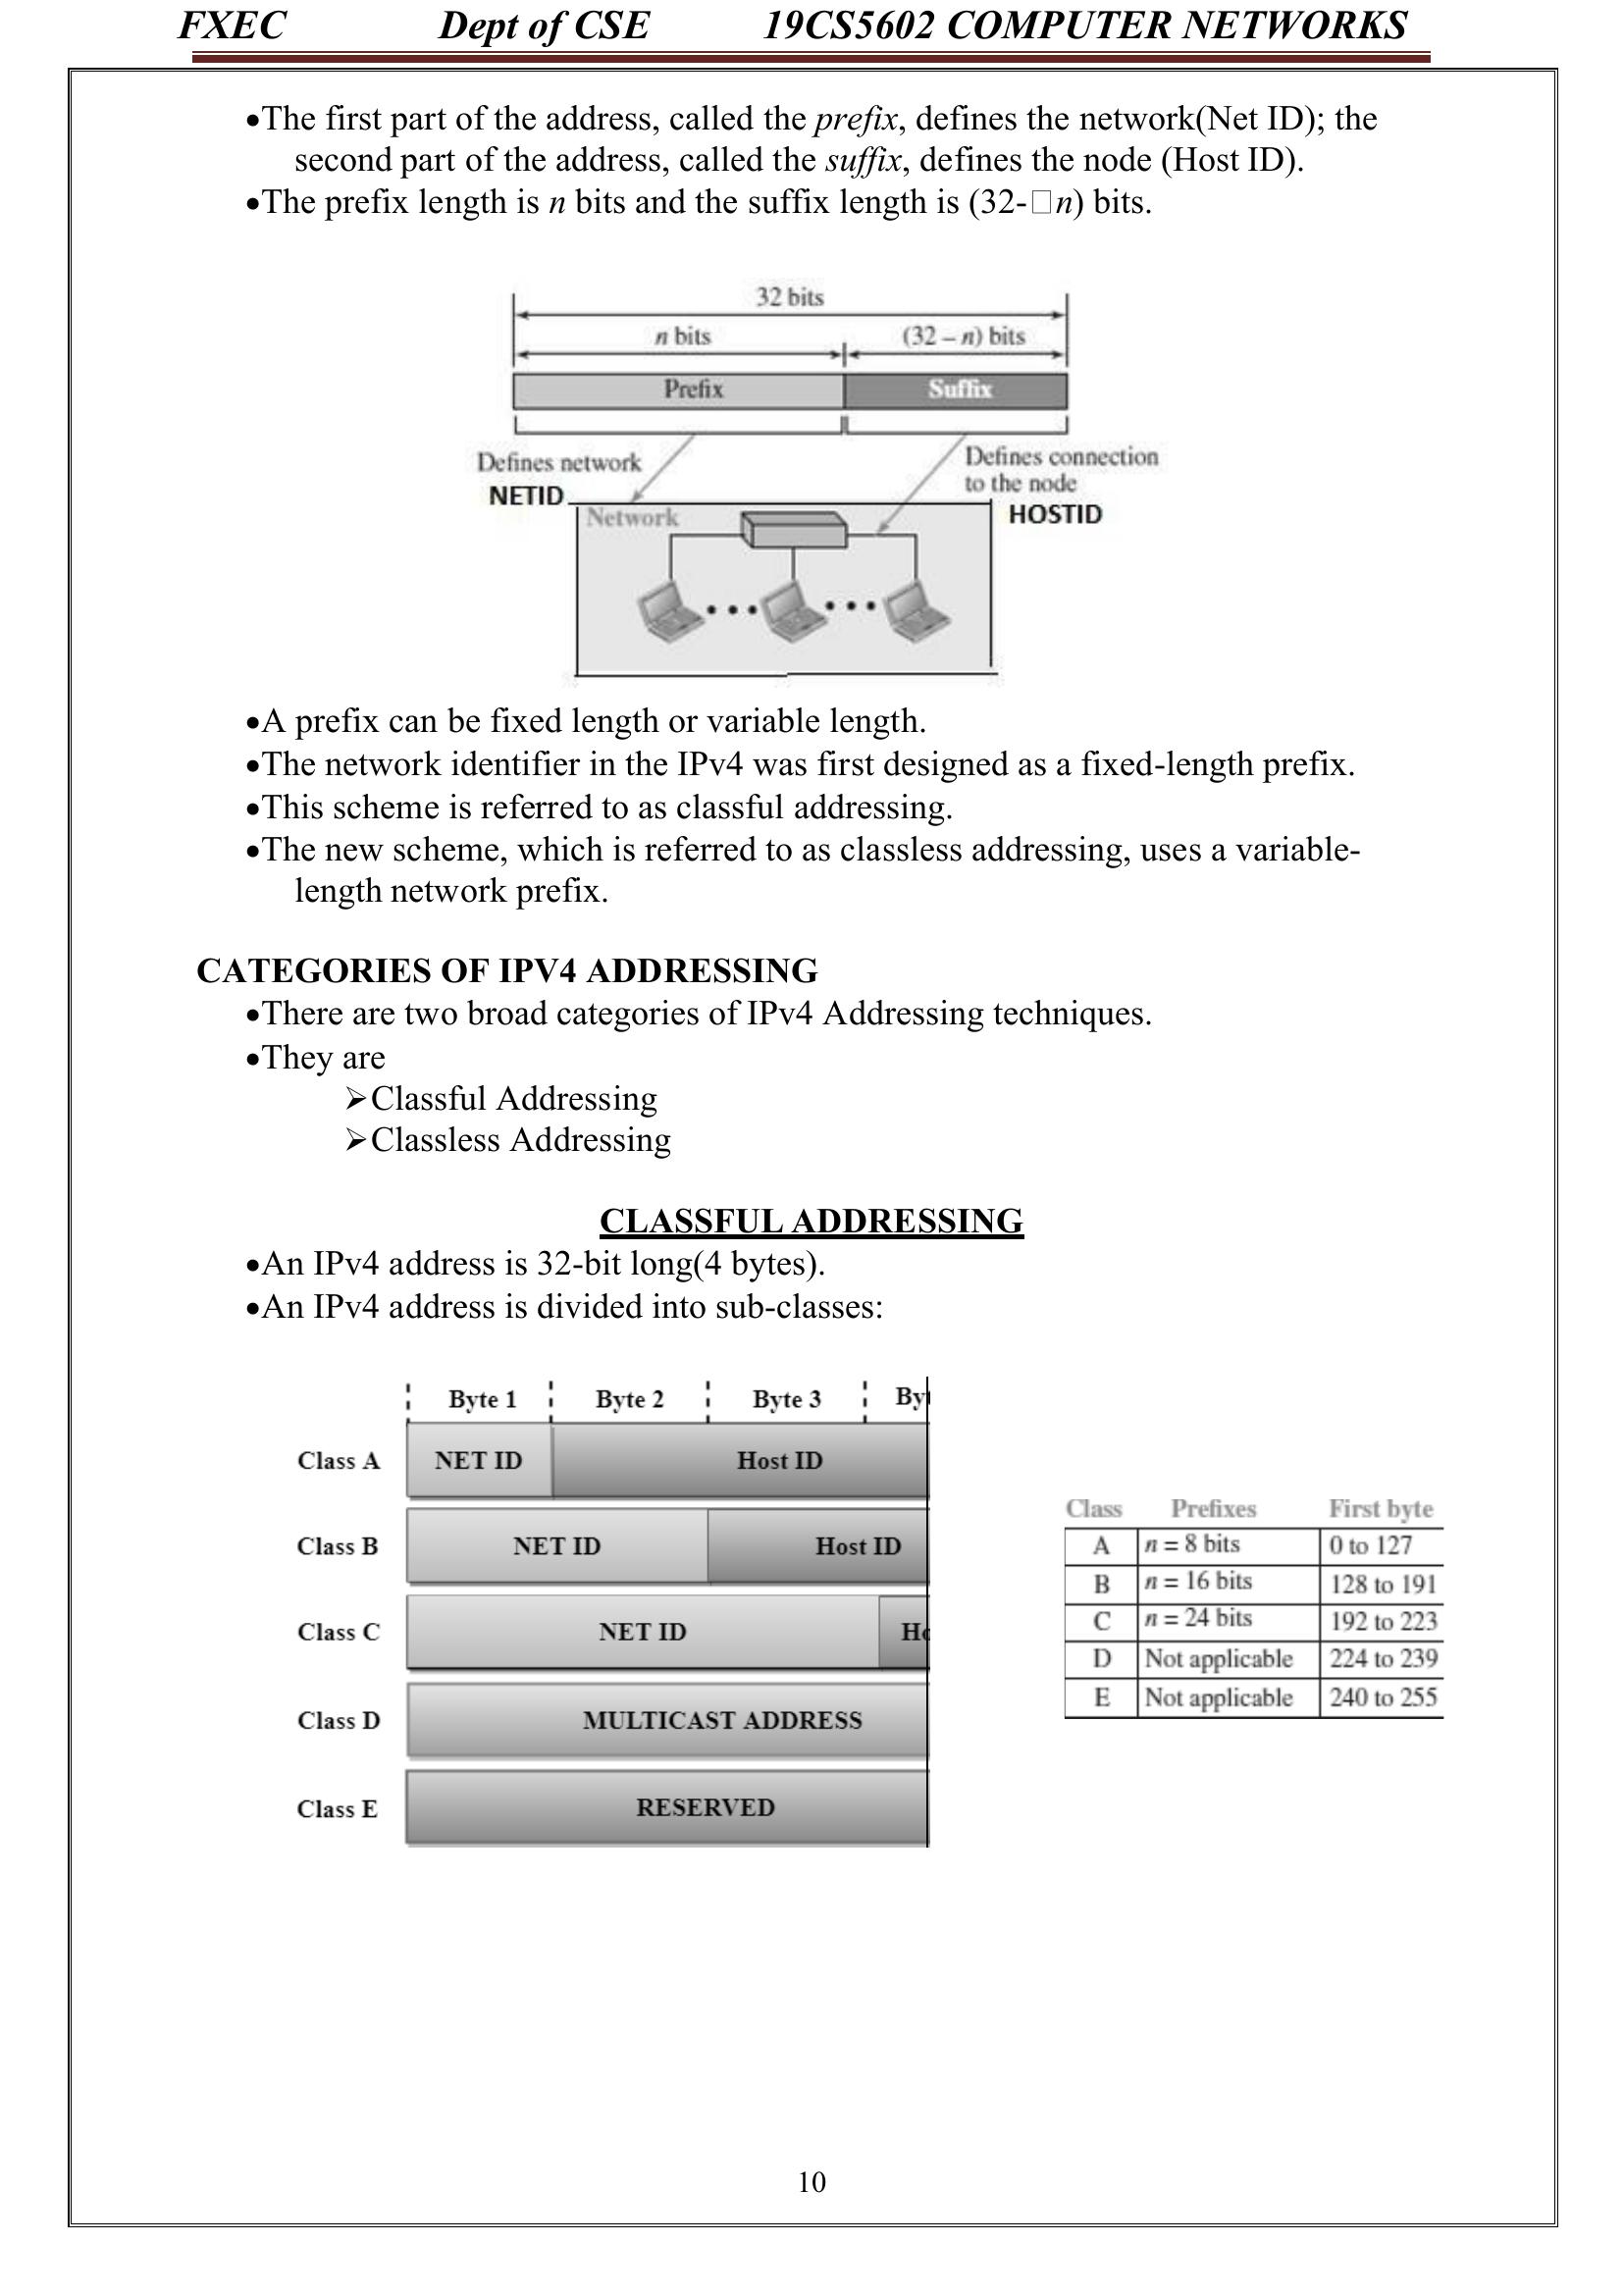 FXEC Dept of CSE 19CS5602 COMPUTER NETWORKS
•The first part of the address, called the prefix, defines the network(Net ID); the
second part of the address, called the suffix, defines the node (Host ID).
•The prefix length is n bits and the suffix length is (32-□n) bits.
32 bits
n bits (32 – n) bits
Prefix Suffix
Defines network
NETID
Defines connection
to the node
HOSTID
Network
•A prefix can be fixed length or variable length.
•The network identifier in the IPv4 was first designed as a fixed-length prefix.
•This scheme is referred to as classful addressing.
•The new scheme, which is referred to as classless addressing, uses a variable-
length network prefix.
CATEGORIES OF IPV4 ADDRESSING
•There are two broad categories of IPv4 Addressing techniques.
•They are
➢Classful Addressing
➢Classless Addressing
CLASSFUL ADDRESSING
•An IPv4 address is 32-bit long(4 bytes).
•An IPv4 address is divided into sub-classes:
Byte 1 Byte 2 Byte 3
Class A NET ID Host ID
Class B NET ID Host ID
Class C NET ID
Class D MULTICAST ADDRESS
Class E RESERVED
Class Prefixes First byte
A n = 8 bits 0 to 127
B n = 16 bits 128 to 191
C n = 24 bits 192 to 223
D Not applicable 224 to 239
E Not applicable 240 to 255
10